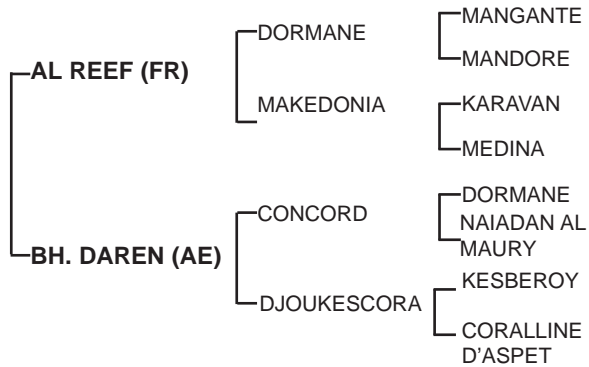 MANGANTE
DORMANE
MANDORE
AL REEF (FR)
MAKEDONIA
KARAVAN
MEDINA
DORMANE
CONCORD
NAIADAN AL
MAURY
BH. DAREN (AE)
KESBEROY
DJOUKESCORA
CORALLINE
D'ASPET